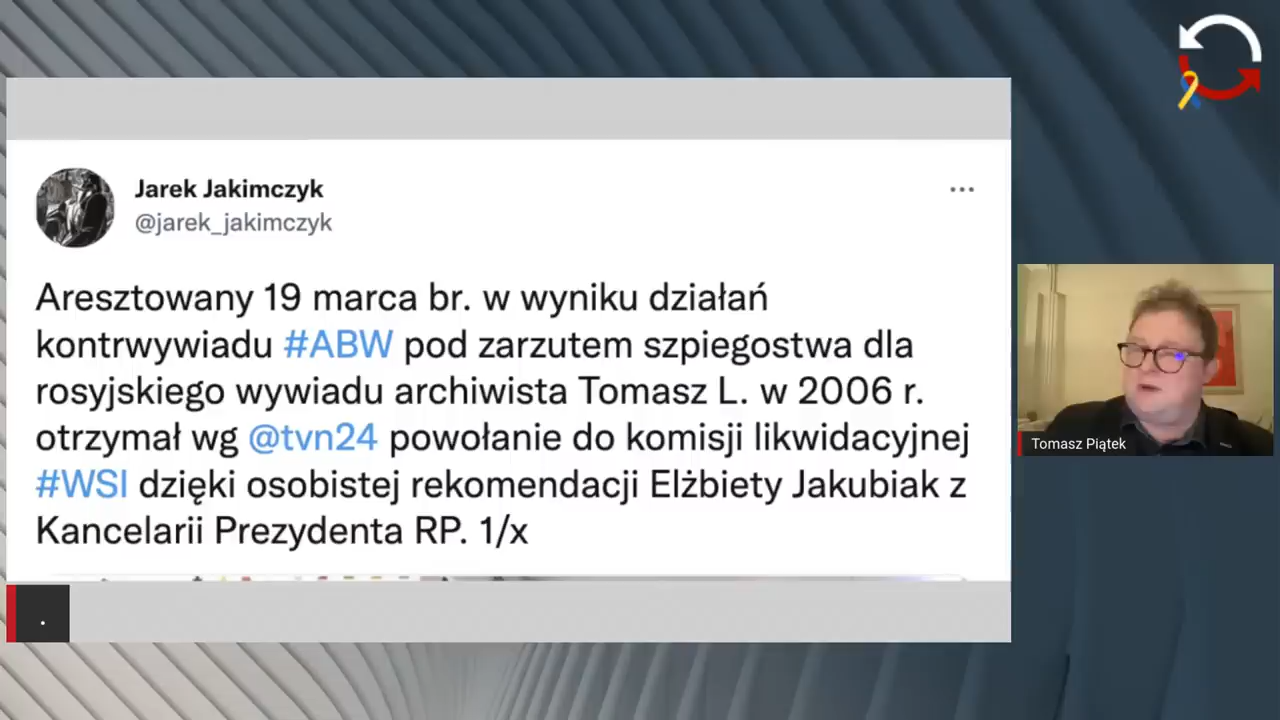 Jarek Jakimczyk
@jarek_jakimczyk
Aresztowany 19 marca br. w wyniku działań
kontrwywiadu #ABW pod zarzutem szpiegostwa dla
rosyjskiego wywiadu archiwista Tomasz L. w 2006 r.
otrzymał wg @tvn24 powołanie do komisji likwidacyjnej
#WSI dzięki osobistej rekomendacji Elżbiety Jakubiak z
Kancelarii Prezydenta RP. 1/x
Tomasz Piątek
.